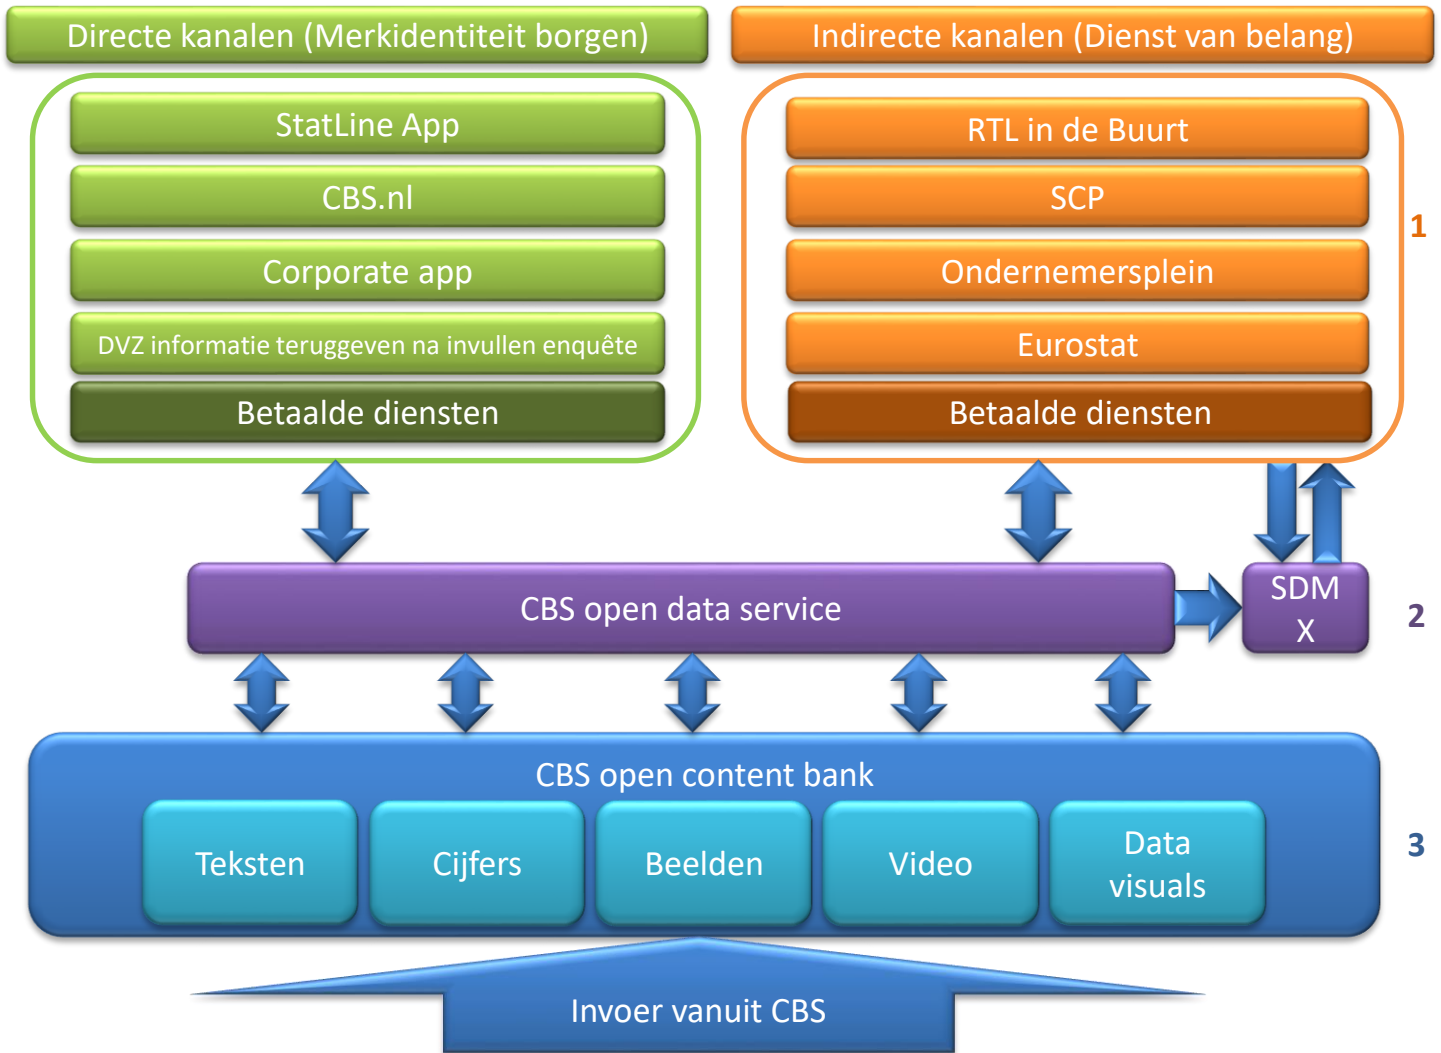 Directe kanalen (Merkidentiteit borgen)
StatLine App
CBS.nl
Corporate app
DVZ informatie teruggeven na invullen enquête
Betaalde diensten
Indirecte kanalen (Dienst van belang)
RTL in de Buurt
SCP
Ondernemersplein
Eurostat
Betaalde diensten
1
CBS open data service
SDM
X
2
CBS open content bank
Teksten
Cijfers
Beelden
Video
Data
visuals
3
Invoer vanuit CBS